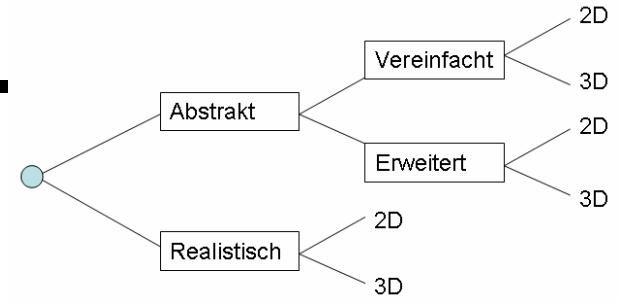 2D
Vereinfacht
3D
Abstrakt
2D
Erweitert
3D
2D
Realistisch
3D